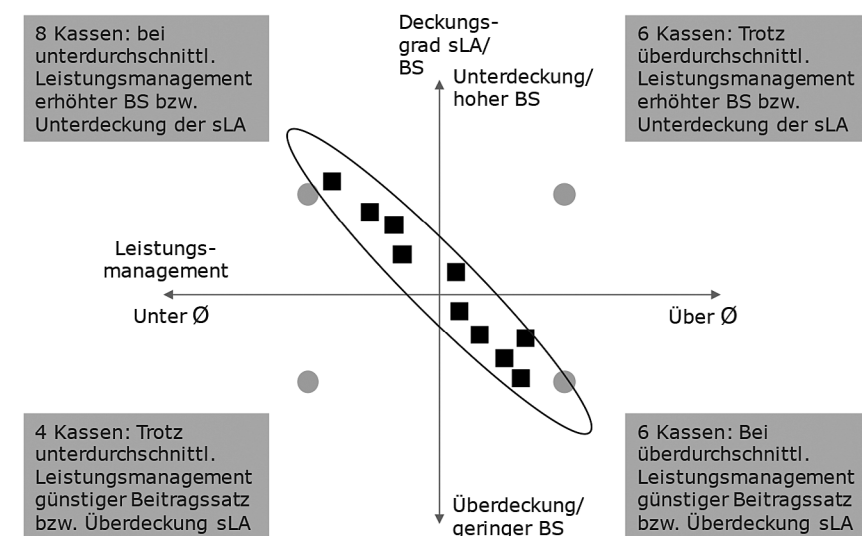 8 Kassen: bei
unterdurchschnittl.
Leistungsmanagement
erhöhter BS bzw.
Unterdeckung der sLA
Deckungs-
grad sLA/
BS
Unterdeckung/
hoher BS
6 Kassen: Trotz
überdurchschnittl.
Leistungsmanagement
erhöhter BS bzw.
Unterdeckung der sLA
Leistungs-
management
Unter Ø
Über Ø
4 Kassen: Trotz
unterdurchschnittl.
Leistungsmanagement
günstiger Beitragssatz
bzw. Überdeckung sLA
Überdeckung/
geringer BS
6 Kassen: Bei
überdurchschnittl.
Leistungsmanagement
günstiger Beitragssatz
bzw. Überdeckung sLA